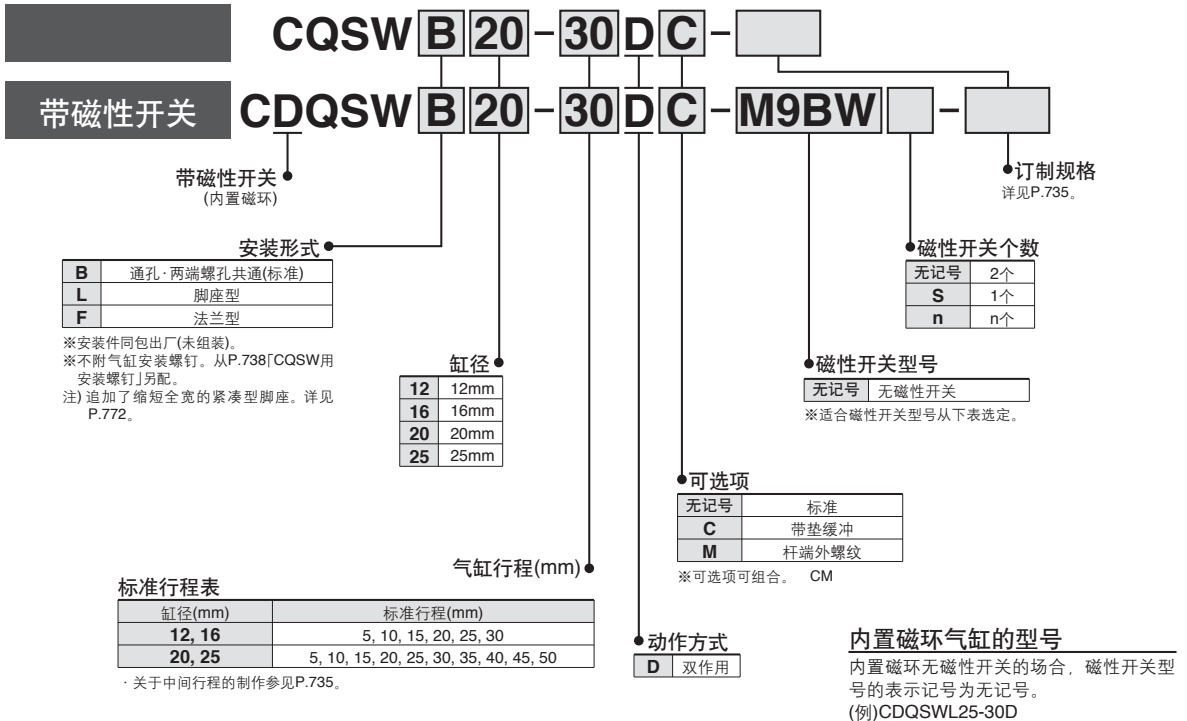 CQSWB20-30DC-
带磁性开关 CDQSWB20-30DC-M9BW -
带磁性开关
(内置磁环)
订制规格
详见P.735。
安装形式
B 通孔·两端螺孔共通(标准)
L 脚座型
F 法兰型
※安装件同包出厂(未组装)。
※不附气缸安装螺钉。从P.738「CQSW用
安装螺钉」另配。
注) 追加了缩短全宽的紧凑型脚座。详见
P.772。
磁性开关个数
无记号 2个
S 1个
n n个
缸径
12 12mm
16 16mm
20 20mm
25 25mm
磁性开关型号
无记号 无磁性开关
※适合磁性开关型号从下表选定。
可选项
无记号 标准
C 带垫缓冲
M 杆端外螺纹
※可选项可组合。 CM
气缸行程(mm)
标准行程表
缸径(mm) 标准行程(mm)
12, 16 5, 10, 15, 20, 25, 30
20, 25 5, 10, 15, 20, 25, 30, 35, 40, 45, 50
·关于中间行程的制作参见P.735。
动作方式
D 双作用
内置磁环气缸的型号
内置磁环无磁性开关的场合，磁性开关型
号的表示记号为无记号。
(例)CDQSWL25-30D